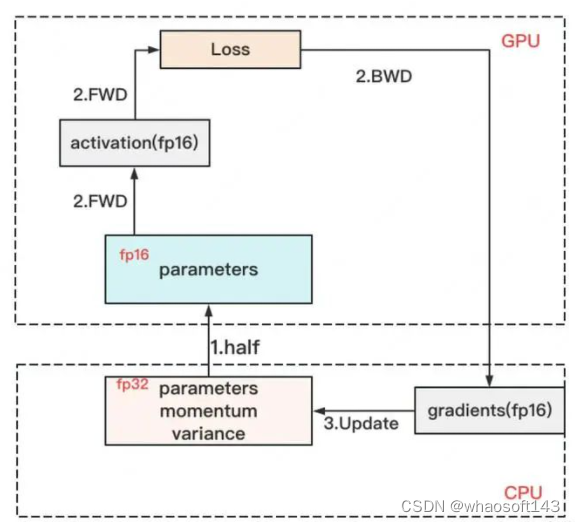 GPU
Loss
2.FWD
2.BWD
activation(fp16)
2.FWD
fp16
parameters
1.half
fp32 parameters
momentum
variance
3.Update
gradients(fp16)
CPU
CSDN @whaosoft143